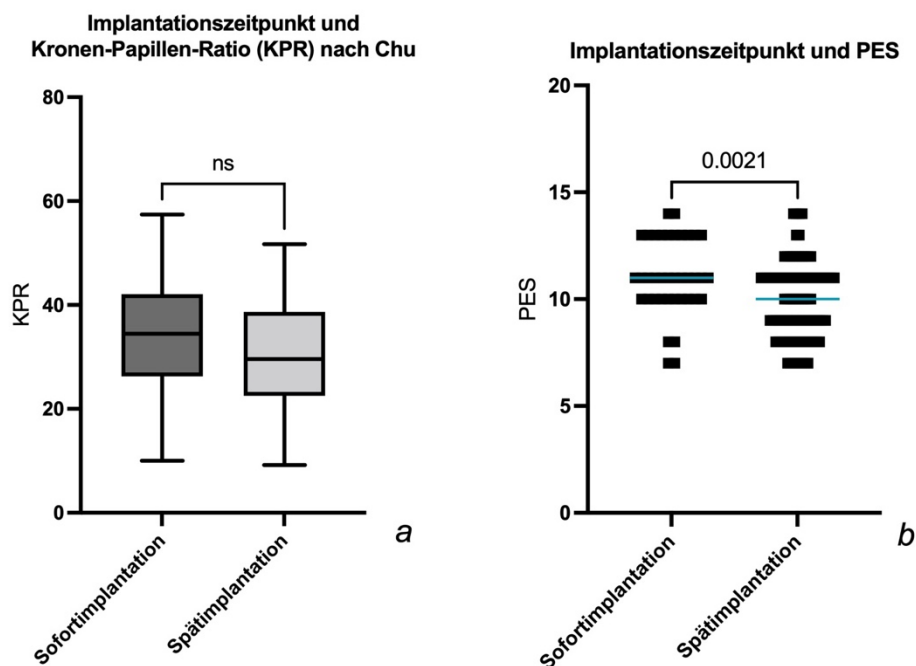 Implantationszeitpunkt und
Kronen-Papillen-Ratio (KPR) nach Chu
80
60
40
20
0
KPR
ns
Sofortimplantation
Spätimplantation
a
Implantationszeitpunkt und PES
20
15
10
5
0
PES
0.0021
Sofortimplantation
Spätimplantation
b